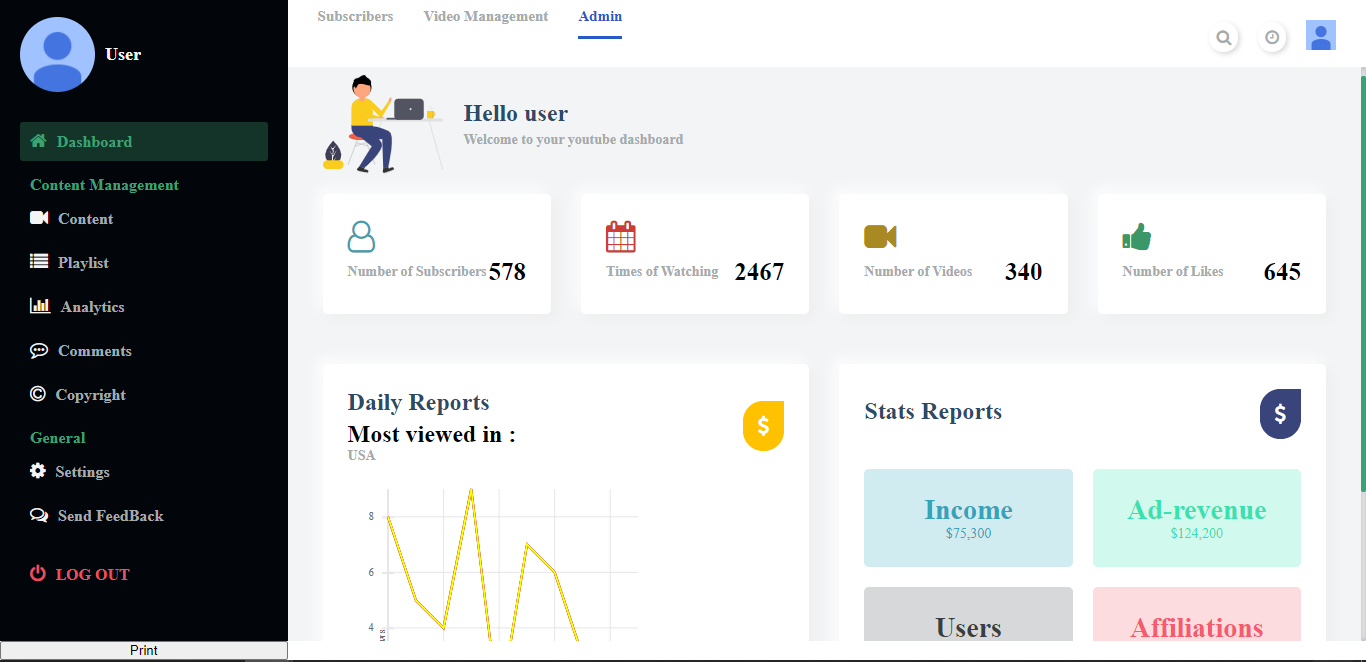 Subscribers Video Management Admin
User
Dashboard
Content Management
Content
Playlist
Analytics
Comments
Copyright
General
Settings
Send FeedBack
LOG OUT
Print
Hello user
Welcome to your youtube dashboard
Number of Subscribers 578
Times of Watching 2467
Number of Videos 340
Number of Likes 645
Daily Reports
Most viewed in :
USA
8
6
4
Stats Reports
$
$
Income
$75,300
Ad-revenue
$124,200
Users
Affiliations